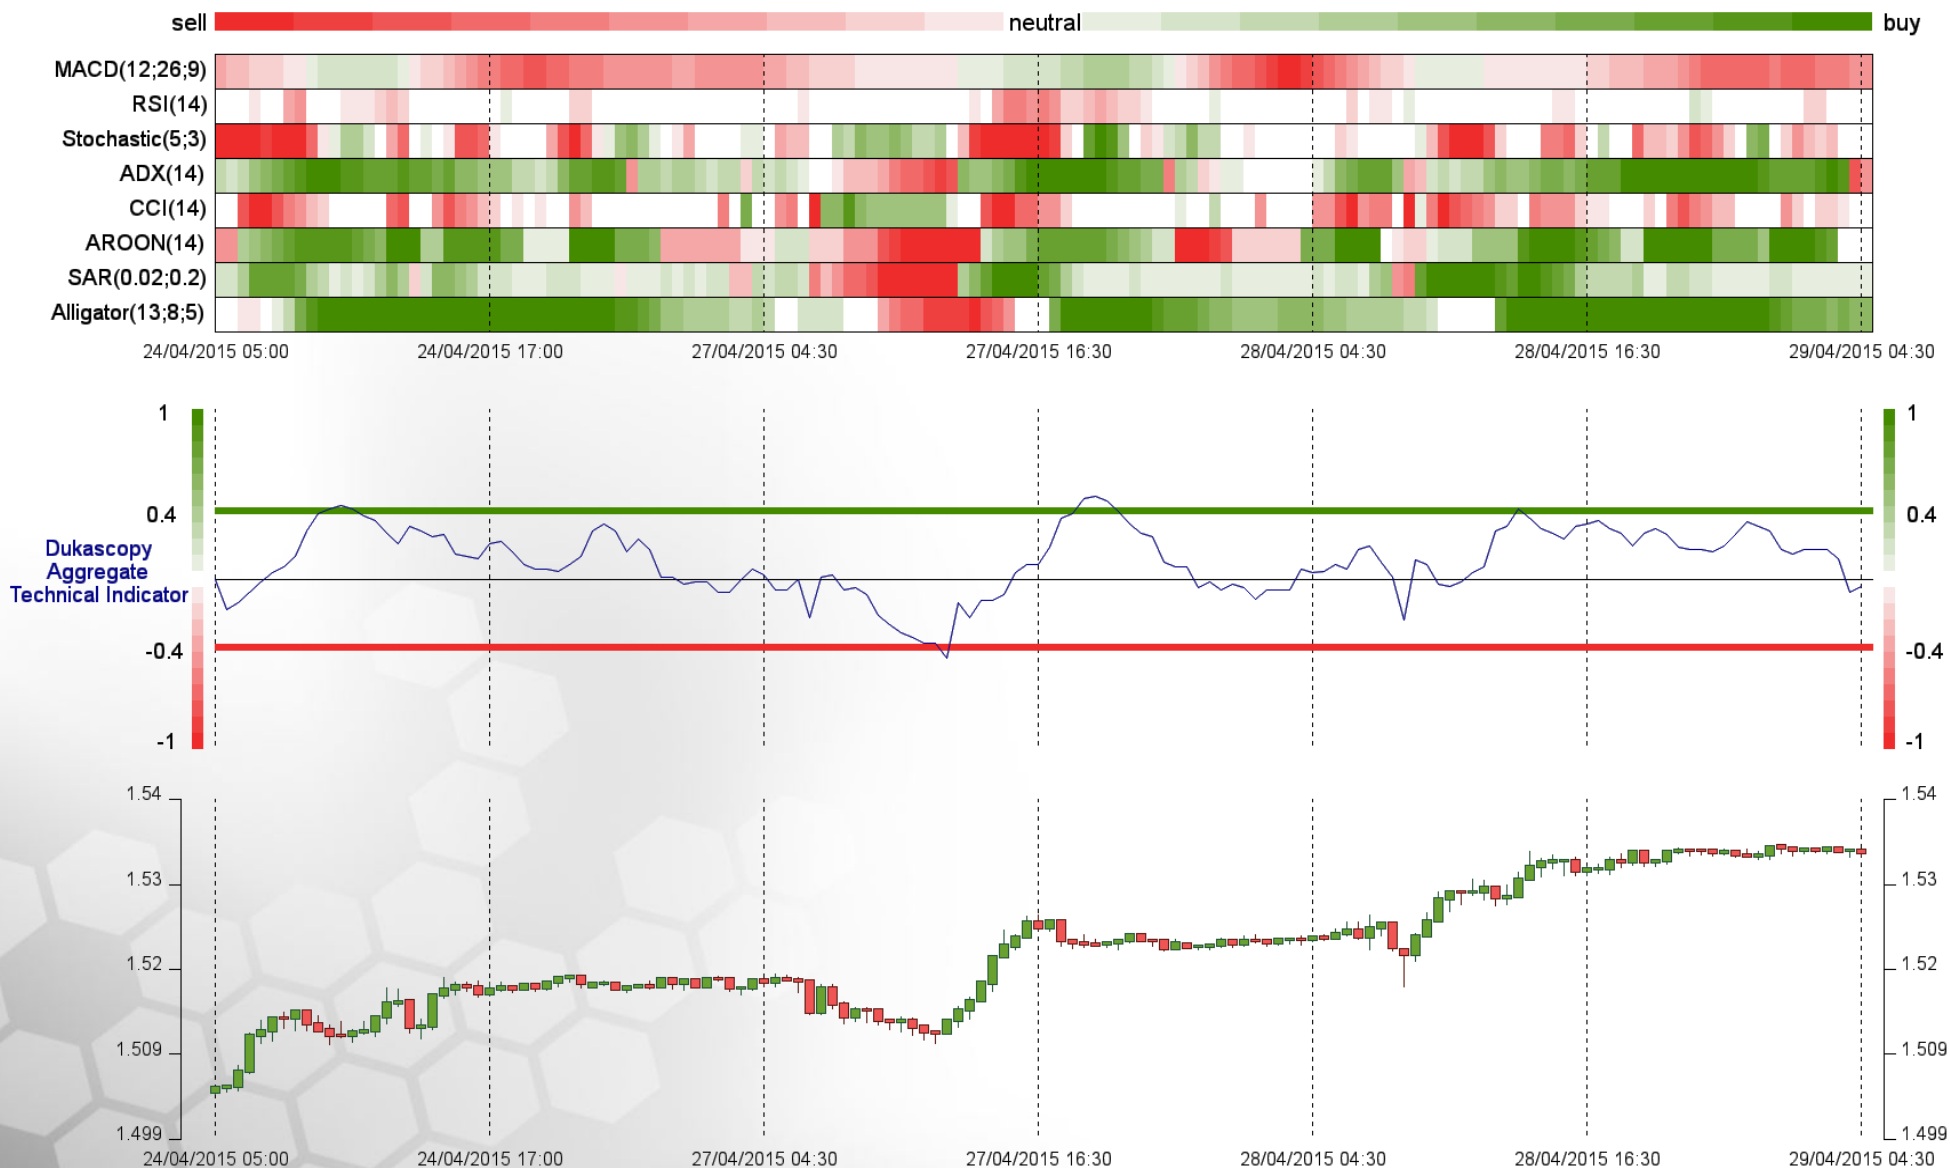 sell neutral buy
MACD(12;26;9)
RSI(14)
Stochastic(5;3)
ADX(14)
CCI(14)
AROON(14)
SAR(0.02;0.2)
Alligator(13;8;5)
24/04/2015 05:00 24/04/2015 17:00 27/04/2015 04:30 27/04/2015 16:30 28/04/2015 04:30 28/04/2015 16:30 29/04/2015 04:30
1 1
0.4 0.4
Dukascopy
Aggregate
Technical Indicator
-0.4 -0.4
-1 -1
1.54 1.54
1.53 1.53
1.52 1.52
1.509 1.509
1.499 1.499
24/04/2015 05:00 24/04/2015 17:00 27/04/2015 04:30 27/04/2015 16:30 28/04/2015 04:30 28/04/2015 16:30 29/04/2015 04:30